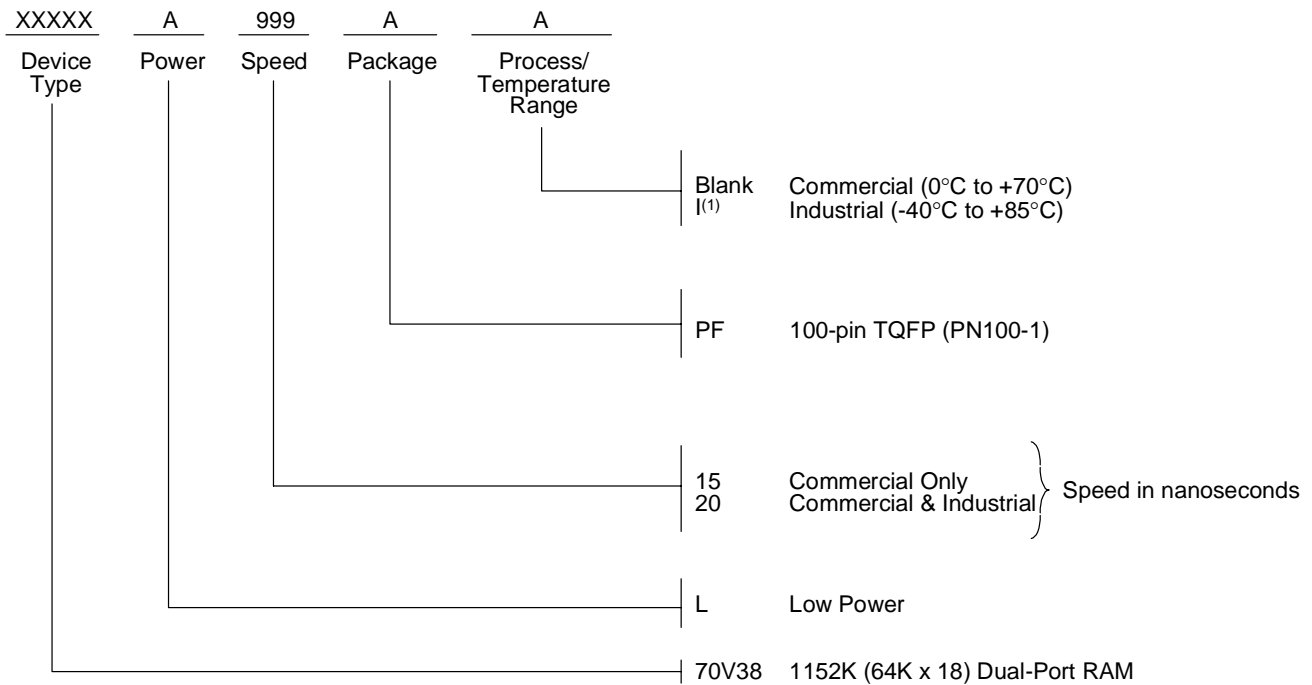 XXXXX A 999 A A
Device Type Power Speed Package Process/ Temperature Range
Blank Commercial (0°C to +70°C)
I(1) Industrial (-40°C to +85°C)
PF 100-pin TQFP (PN100-1)
15 Commercial Only
20 Commercial & Industrial
Speed in nanoseconds
L Low Power
70V38 1152K (64K x 18) Dual-Port RAM